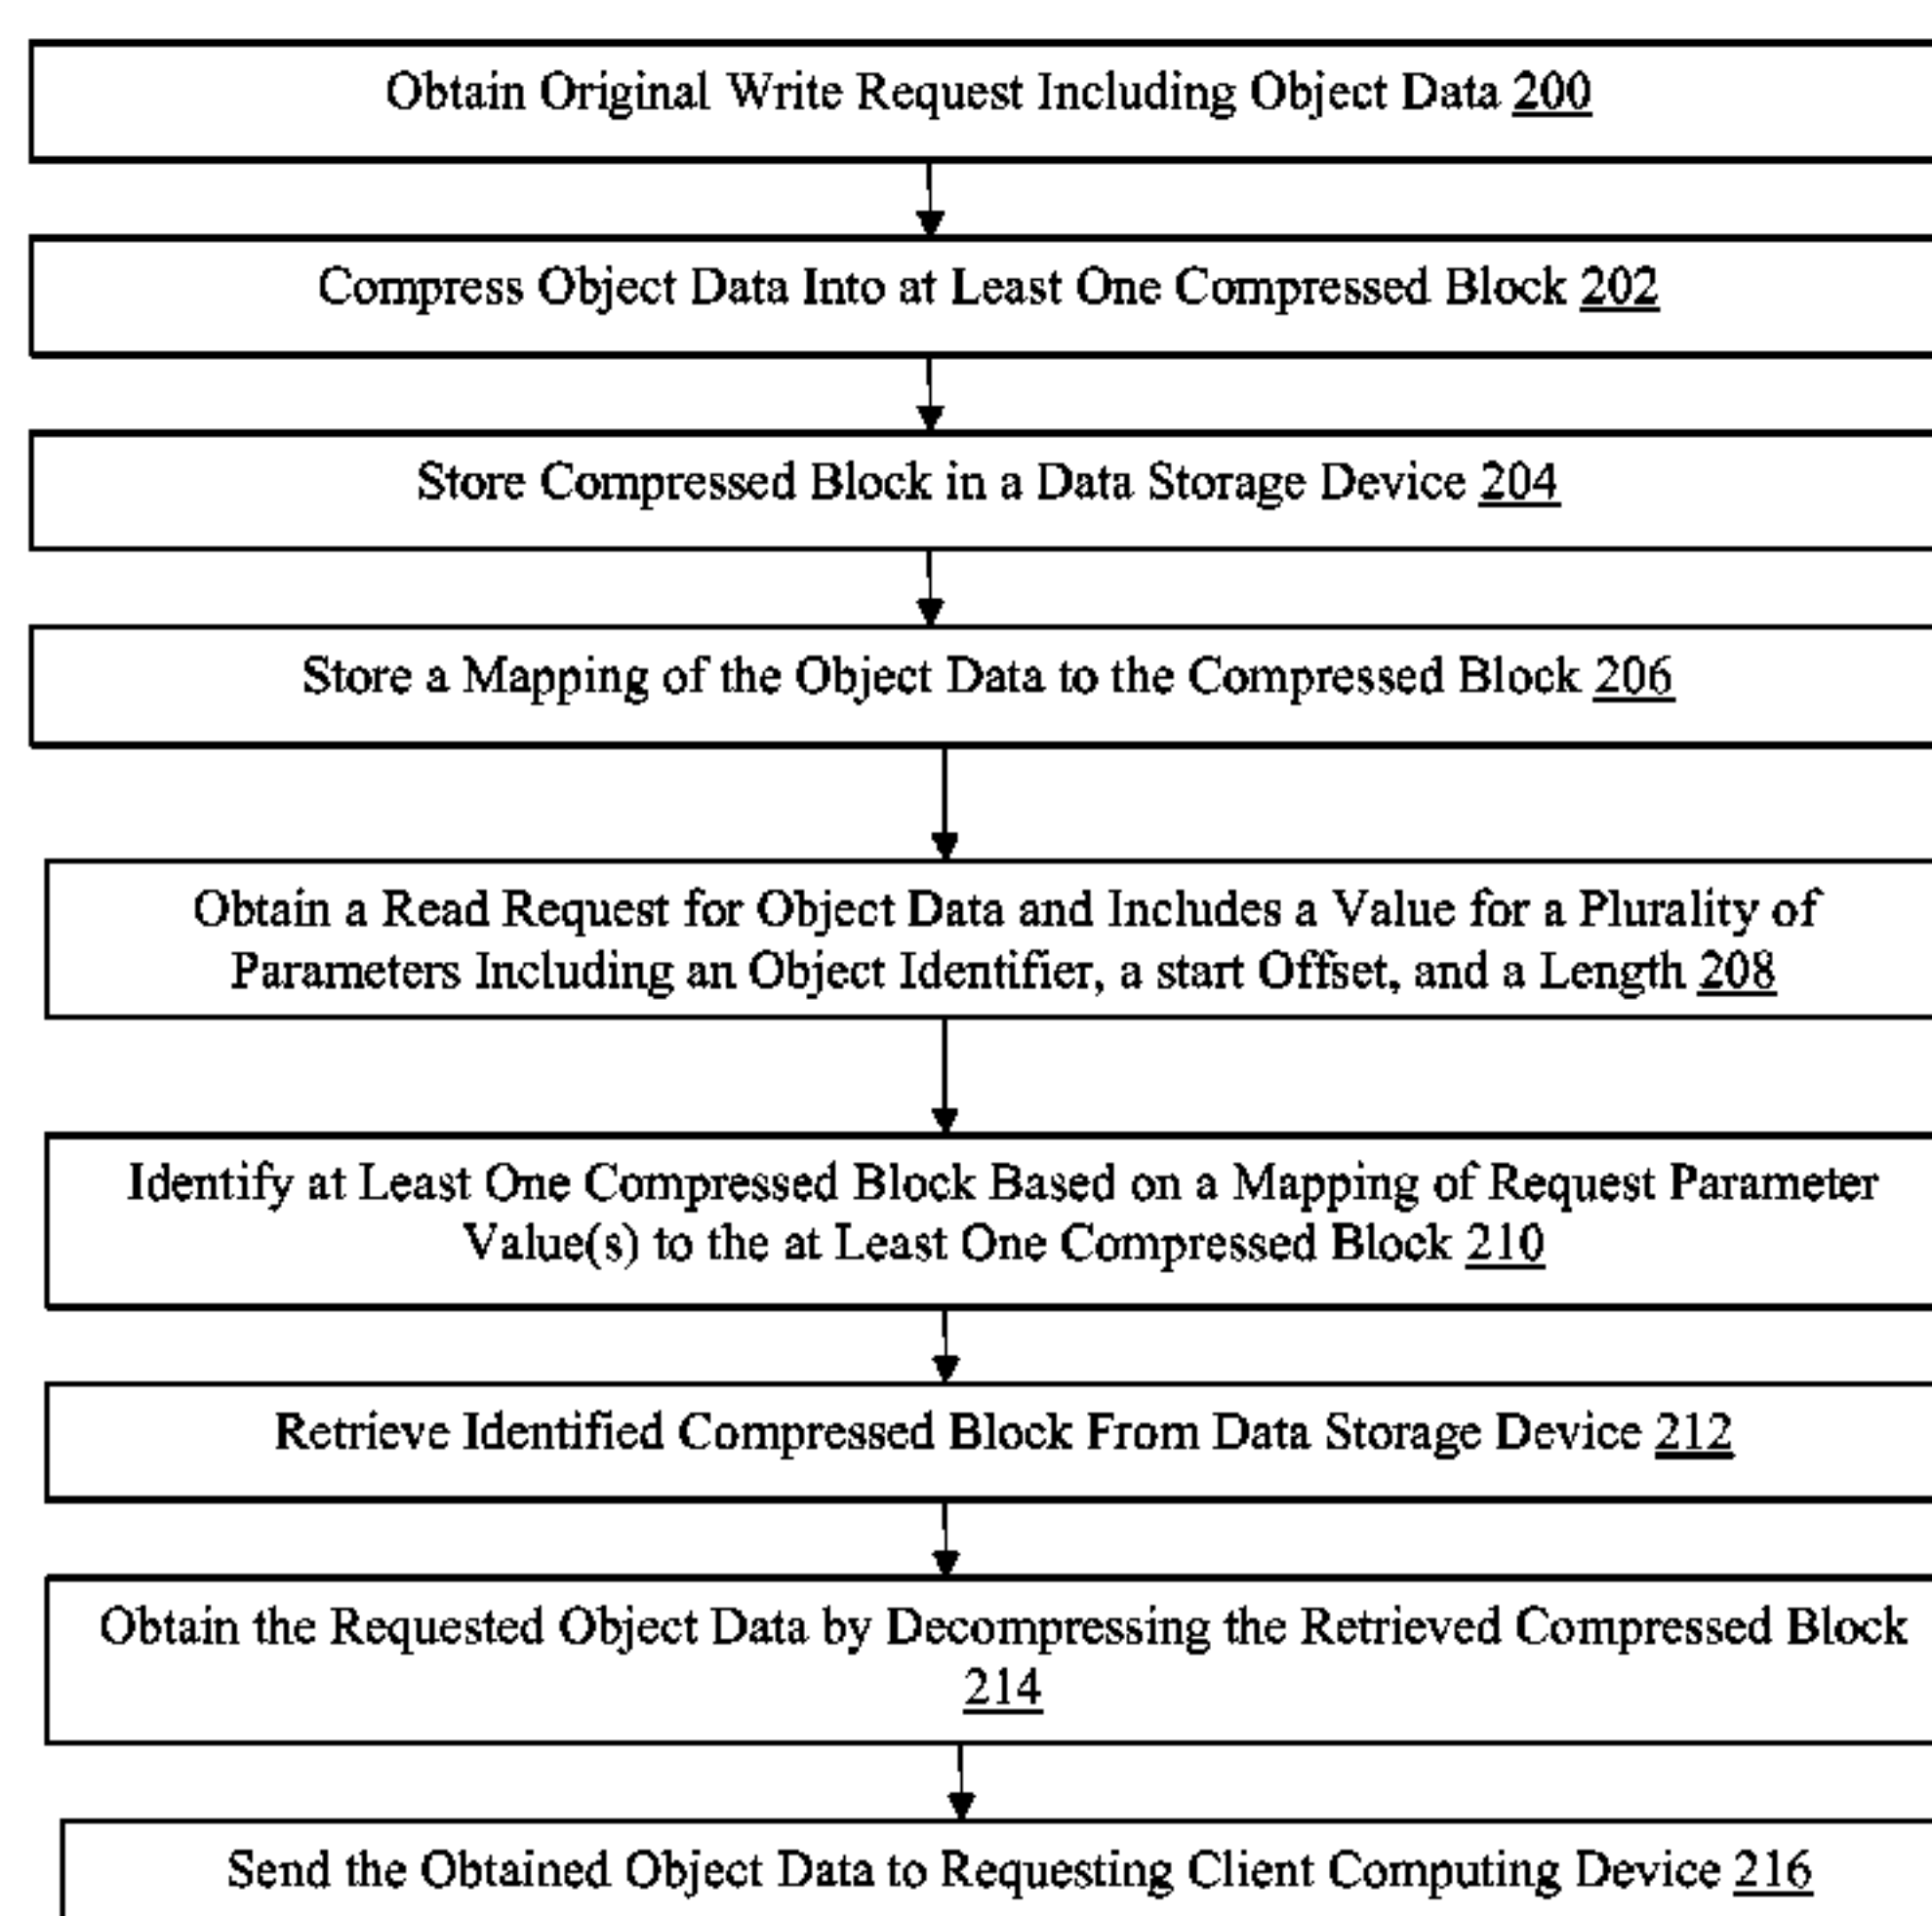 Obtain Original Write Request Including Object Data 200
Compress Object Data Into at Least One Compressed Block 202
Store Compressed Block in a Data Storage Device 204
Store a Mapping of the Object Data to the Compressed Block 206
Obtain a Read Request for Object Data and Includes a Value for a Plurality of
Parameters Including an Object Identifier, a start Offset, and a Length 208
Identify at Least One Compressed Block Based on a Mapping of Request Parameter
Value(s) to the at Least One Compressed Block 210
Retrieve Identified Compressed Block From Data Storage Device 212
Obtain the Requested Object Data by Decompressing the Retrieved Compressed Block
214
Send the Obtained Object Data to Requesting Client Computing Device 216